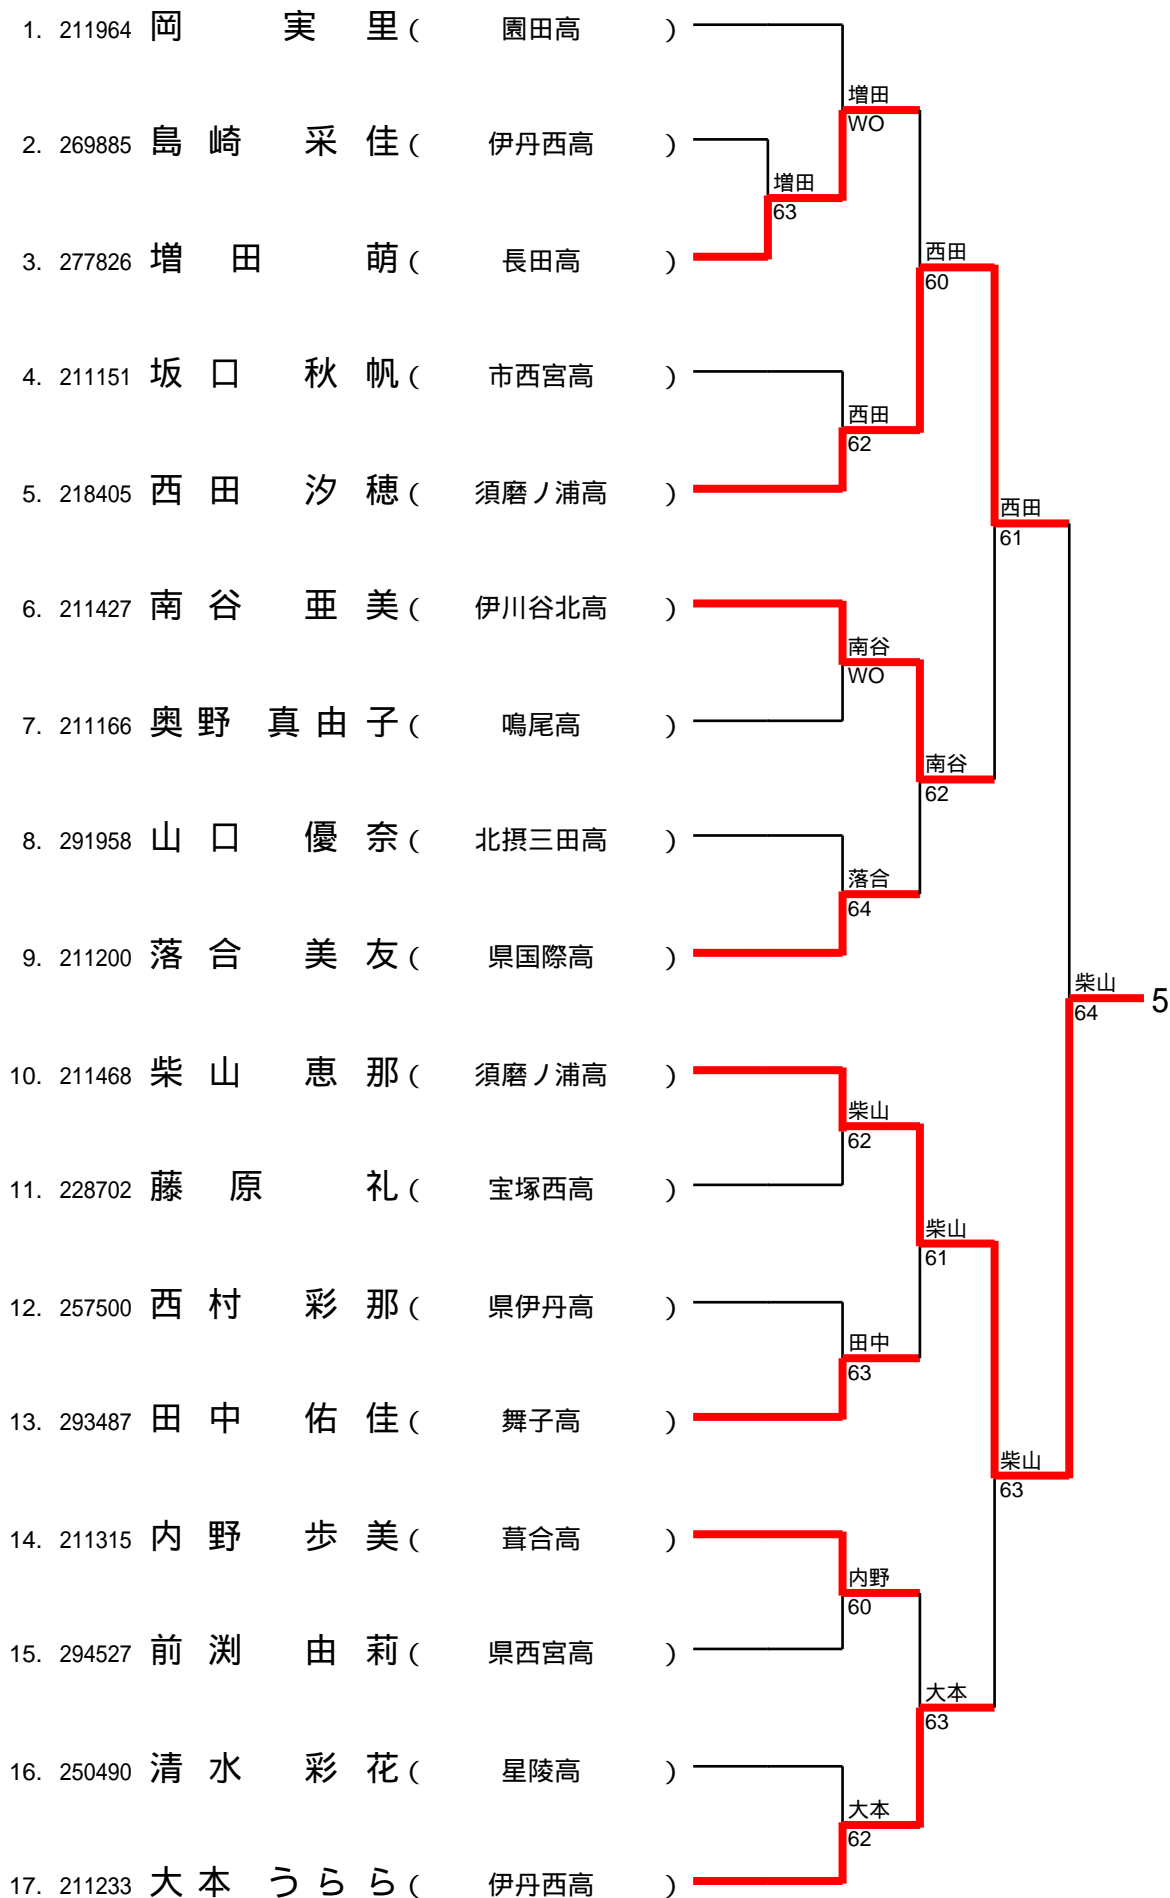 1. 211964 岡 実 里 ( 園田高 )
増田
WO
2. 269885 島 崎 采 佳 ( 伊丹西高 )
増田
63
3. 277826 増 田 萌 ( 長田高 )
西田
60
4. 211151 坂 口 秋 帆 ( 市西宮高 )
西田
62
5. 218405 西 田 汐 穂 ( 須磨ノ浦高 )
西田
61
6. 211427 南 谷 亜 美 ( 伊川谷北高 )
南谷
WO
7. 211166 奥 野 真 由 子 ( 鳴尾高 )
南谷
62
8. 291958 山 口 優 奈 ( 北摂三田高 )
落合
64
9. 211200 落 合 美 友 ( 県国際高 )
柴山
64
5
10. 211468 柴 山 恵 那 ( 須磨ノ浦高 )
柴山
62
11. 228702 藤 原 礼 ( 宝塚西高 )
柴山
61
12. 257500 西 村 彩 那 ( 県伊丹高 )
田中
63
13. 293487 田 中 佑 佳 ( 舞子高 )
柴山
63
14. 211315 内 野 歩 美 ( 葺合高 )
内野
60
15. 294527 前 渕 由 莉 ( 県西宮高 )
大本
63
16. 250490 清 水 彩 花 ( 星陵高 )
大本
62
17. 211233 大 本 う ら ら ( 伊丹西高 )